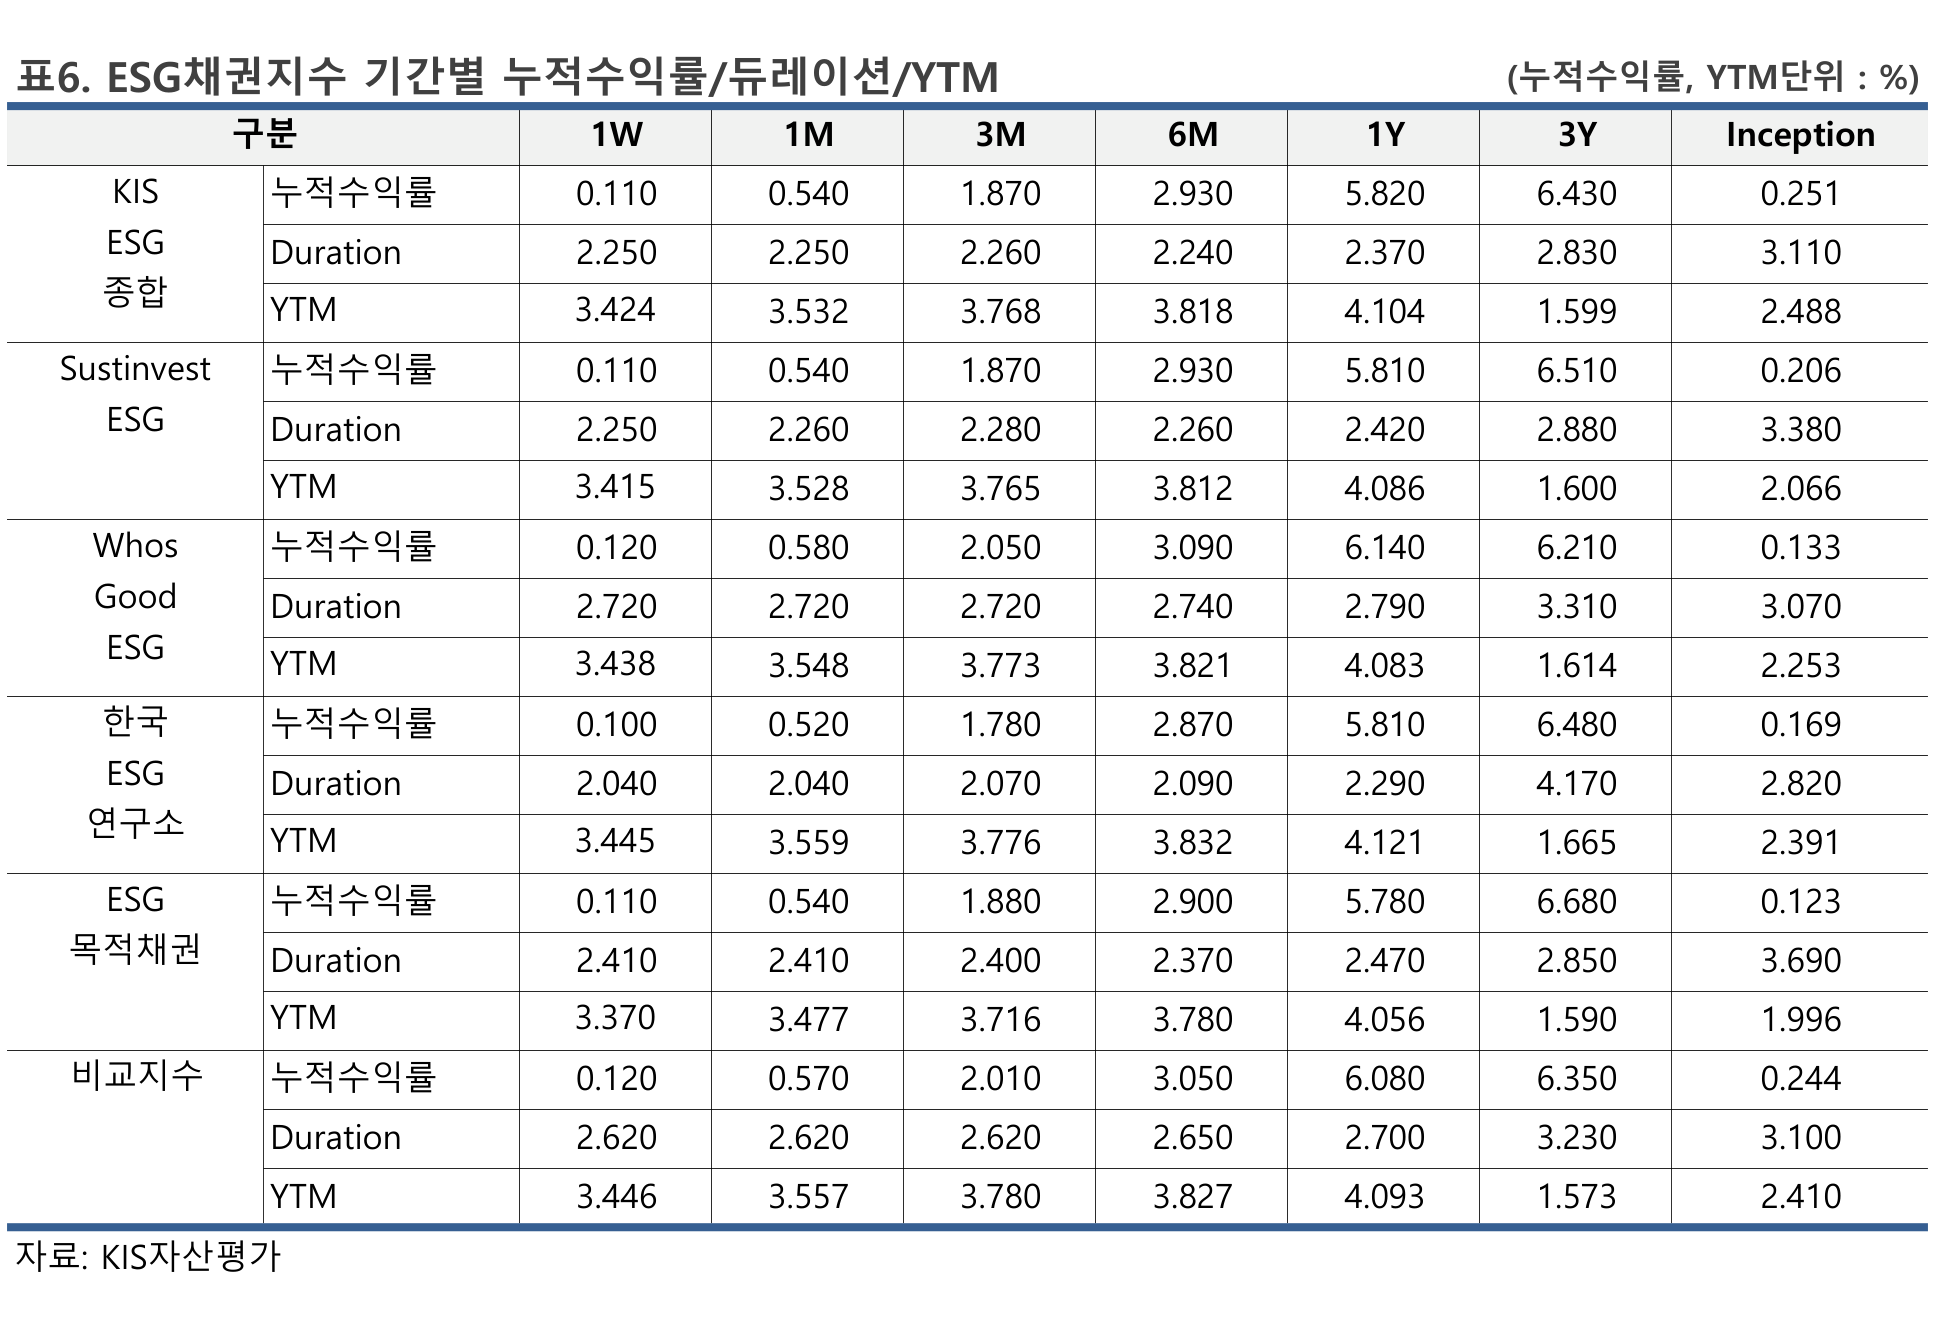 표6. ESG채권지수 기간별 누적수익률/듀레이션/YTM (누적수익률, YTM단위 : %)
구분 1W 1M 3M 6M 1Y 3Y Inception
KIS ESG 종합 누적수익률 0.110 0.540 1.870 2.930 5.820 6.430 0.251
Duration 2.250 2.250 2.260 2.240 2.370 2.830 3.110
YTM 3.424 3.532 3.768 3.818 4.104 1.599 2.488
Sustinvest ESG 누적수익률 0.110 0.540 1.870 2.930 5.810 6.510 0.206
Duration 2.250 2.260 2.280 2.260 2.420 2.880 3.380
YTM 3.415 3.528 3.765 3.812 4.086 1.600 2.066
Whos Good ESG 누적수익률 0.120 0.580 2.050 3.090 6.140 6.210 0.133
Duration 2.720 2.720 2.720 2.740 2.790 3.310 3.070
YTM 3.438 3.548 3.773 3.821 4.083 1.614 2.253
한국 ESG 연구소 누적수익률 0.100 0.520 1.780 2.870 5.810 6.480 0.169
Duration 2.040 2.040 2.070 2.090 2.290 4.170 2.820
YTM 3.445 3.559 3.776 3.832 4.121 1.665 2.391
ESG 목적채권 누적수익률 0.110 0.540 1.880 2.900 5.780 6.680 0.123
Duration 2.410 2.410 2.400 2.370 2.470 2.850 3.690
YTM 3.370 3.477 3.716 3.780 4.056 1.590 1.996
비교지수 누적수익률 0.120 0.570 2.010 3.050 6.080 6.350 0.244
Duration 2.620 2.620 2.620 2.650 2.700 3.230 3.100
YTM 3.446 3.557 3.780 3.827 4.093 1.573 2.410
자료: KIS자산평가